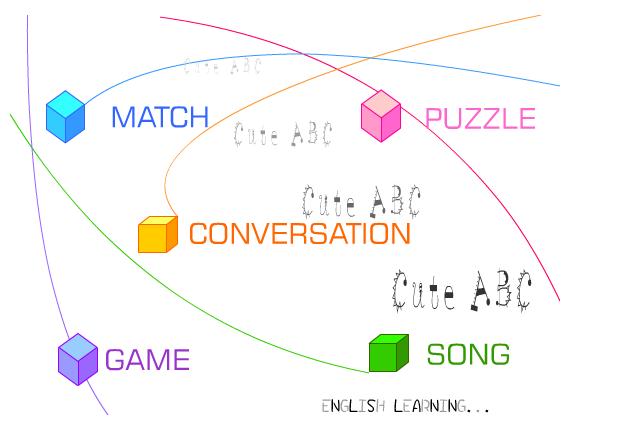 Cute ABC
MATCH
PUZZLE
Cute ABC
Cute ABC
CONVERSATION
Cute ABC
GAME
SONG
ENGLISH LEARNING...